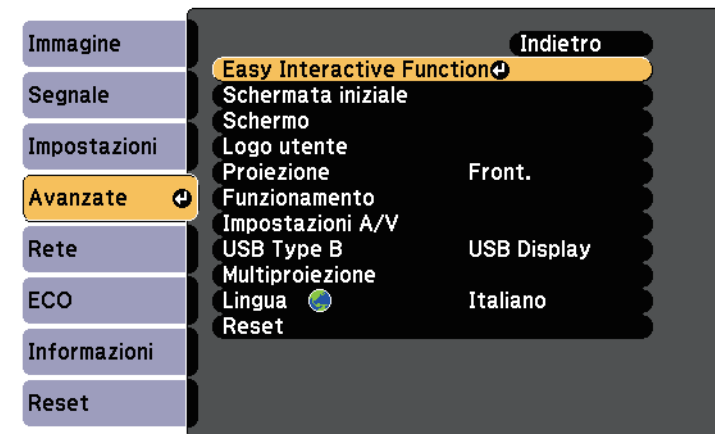 Immagine
Segnale
Impostazioni
Avanzate
Rete
ECO
Informazioni
Reset
Indietro
Easy Interactive Function
Schermata iniziale
Schermo
Logo utente
Proiezione Front.
Funzionamento
Impostazioni A/V
USB Type B USB Display
Multiproiezione
Lingua Italiano
Reset